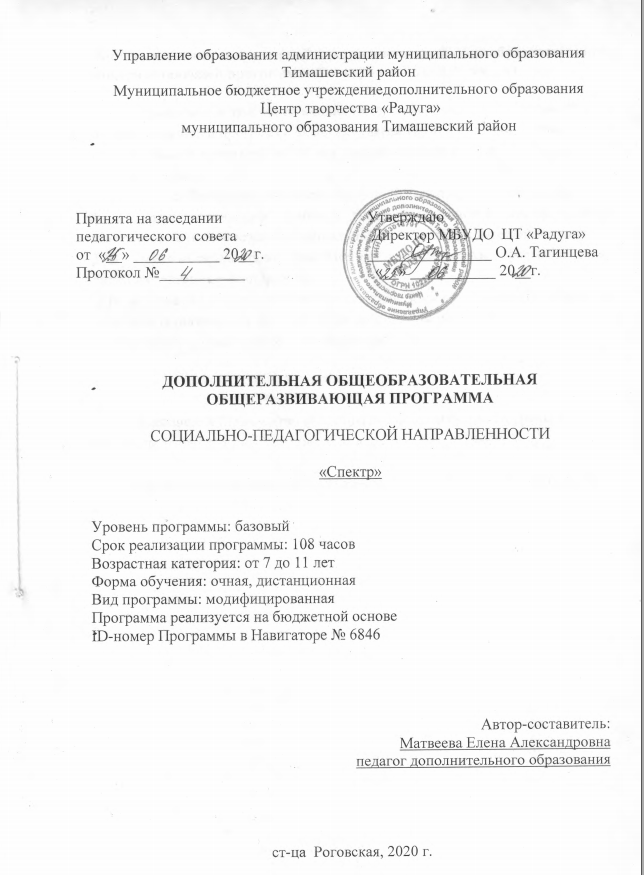 Управление образования администрации муниципального образования
Тимашевский район
Муниципальное бюджетное учреждениедополнительного образования
Центр творчества «Радуга»
муниципального образования Тимашевский район
Принята на заседании
педагогического совета
от «25» 06 2020 г.
Протокол № 4
Утверждаю
Директор МБУДО ЦТ «Радуга»
О.А. Тагинцева
«25» 06 2020 г.
ДОПОЛНИТЕЛЬНАЯ ОБЩЕОБРАЗОВАТЕЛЬНАЯ
ОБЩЕРАЗВИВАЮЩАЯ ПРОГРАММА
СОЦИАЛЬНО-ПЕДАГОГИЧЕСКОЙ НАПРАВЛЕННОСТИ
«Спектр»
Уровень программы: базовый
Срок реализации программы: 108 часов
Возрастная категория: от 7 до 11 лет
Форма обучения: очная, дистанционная
Вид программы: модифицированная
Программа реализуется на бюджетной основе
ID-номер Программы в Навигаторе № 6846
Автор-составитель:
Матвеева Елена Александровна
педагог дополнительного образования
ст-ца Роговская, 2020 г.